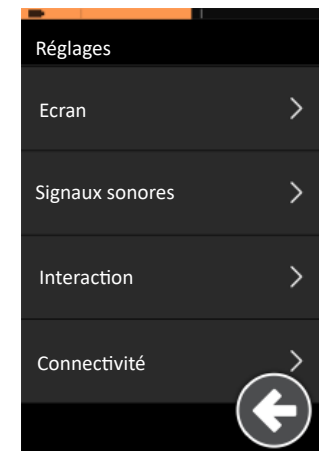 Réglages
Ecran
Signaux sonores
Interaction
Connectivité